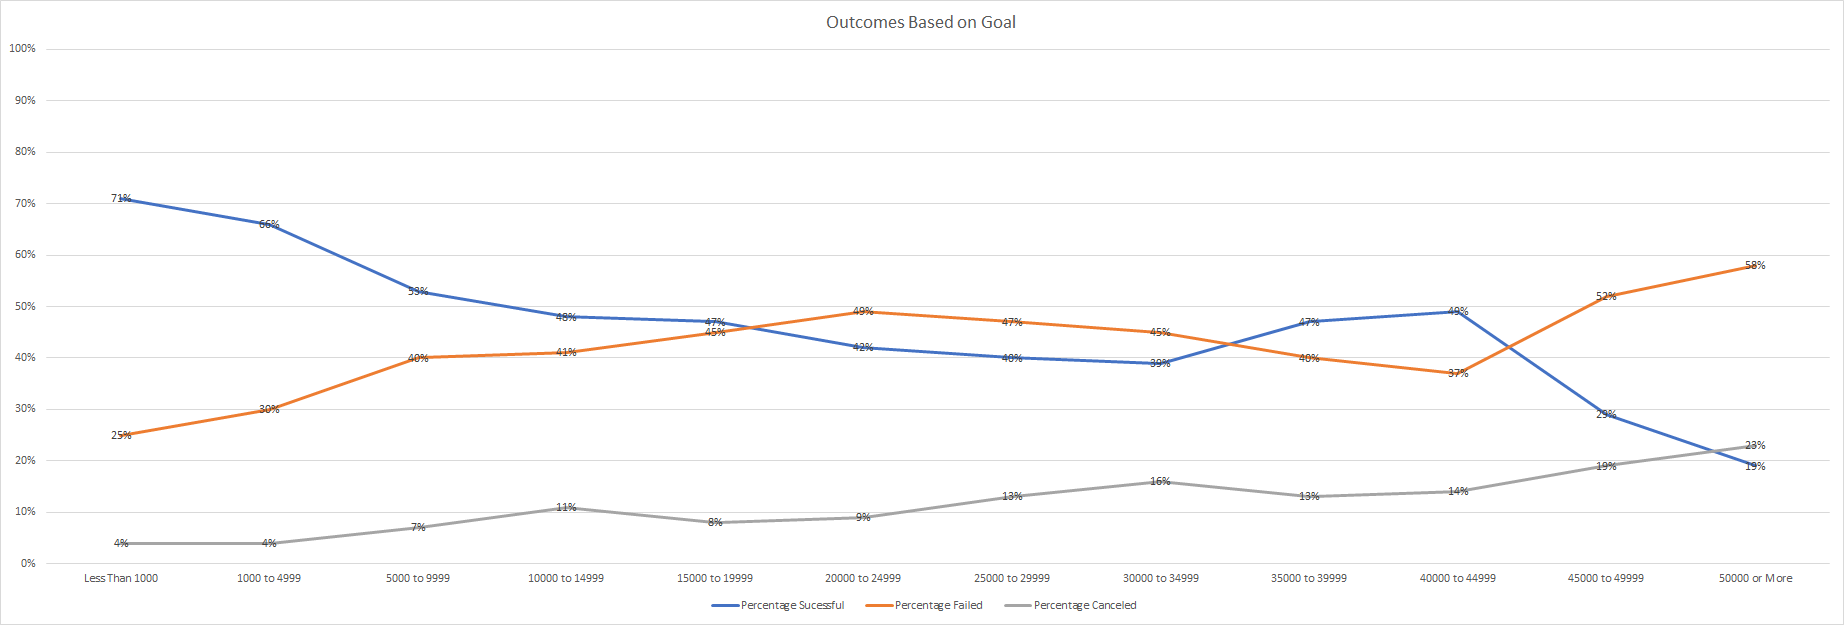 Outcomes Based on Goal
100%
90%
80%
70%
60%
50%
40%
30%
20%
10%
0%
71% 66% 53% 48% 47% 42% 40% 39% 47% 49% 29% 19%
25% 30% 40% 41% 45% 49% 47% 45% 40% 37% 52% 58%
4% 4% 7% 11% 8% 9% 13% 16% 13% 14% 19% 23%
Less Than 1000 1000 to 4999 5000 to 9999 10000 to 14999 15000 to 19999 20000 to 24999 25000 to 29999 30000 to 34999 35000 to 39999 40000 to 44999 45000 to 49999 50000 or More
Percentage Sucessful Percentage Failed Percentage Canceled